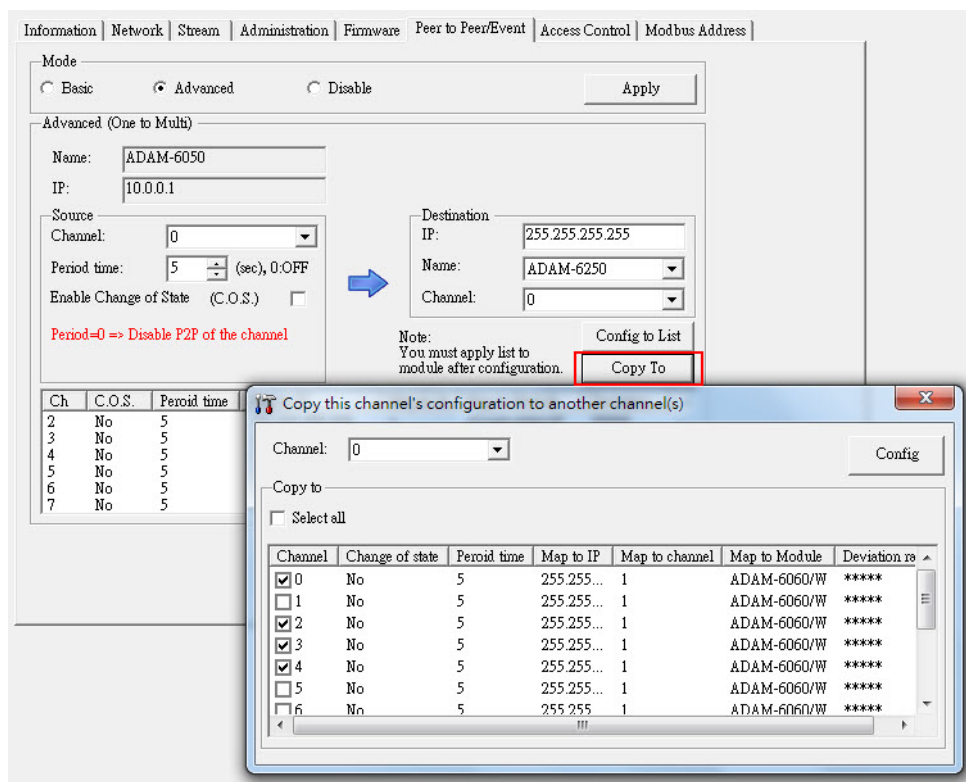 Information Network Stream Administration Firmware Peer to Peer/Event Access Control Modbus Address
Mode
Basic Advanced Disable Apply
Advanced (One to Multi)
Name: ADAM-6050
IP: 10.0.0.1
Source
Channel: 0
Period time: 5 (sec), 0:OFF
Enable Change of State (C.O.S.)
Period=0 => Disable P2P of the channel
Destination
IP: 255.255.255.255
Name: ADAM-6250
Channel: 0
Note:
You must apply list to
module after configuration.
Config to List
Copy To
Ch C.O.S. Peroid time
2 No 5
3 No 5
4 No 5
5 No 5
6 No 5
7 No 5
Copy this channel's configuration to another channel(s)
Channel: 0 Config
Copy to
Select all
Channel Change of state Peroid time Map to IP Map to channel Map to Module Deviation ra
0 No 5 255.255... 1 ADAM-6060/W *****
1 No 5 255.255... 1 ADAM-6060/W *****
2 No 5 255.255... 1 ADAM-6060/W *****
3 No 5 255.255... 1 ADAM-6060/W *****
4 No 5 255.255... 1 ADAM-6060/W *****
5 No 5 255.255... 1 ADAM-6060/W *****
6 No 5 255.255 1 ADAM-6060/W *****